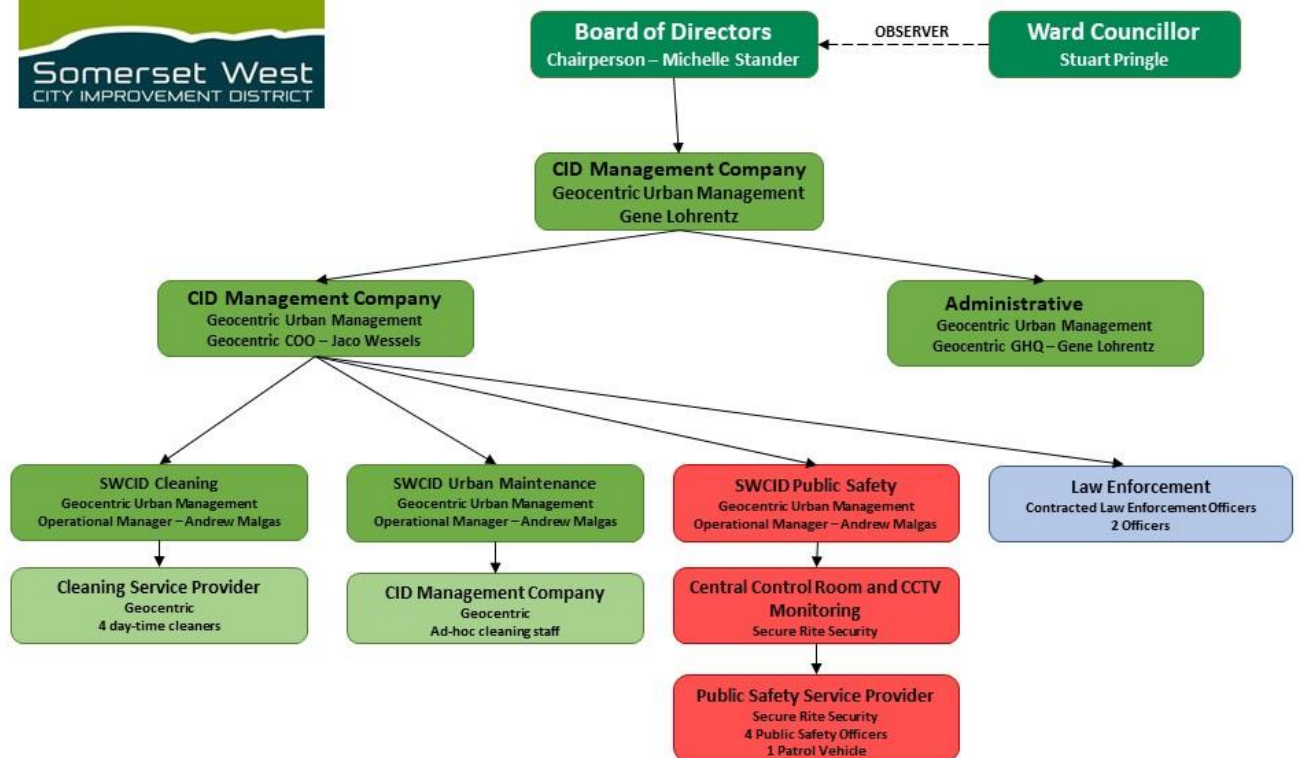 Somerset West
CITY IMPROVEMENT DISTRICT
Board of Directors
Chairperson – Michelle Stander
OBSERVER
Ward Councillor
Stuart Pringle
CID Management Company
Geocentric Urban Management
Gene Lohrentz
CID Management Company
Geocentric Urban Management
Geocentric COO – Jaco Wessels
Administrative
Geocentric Urban Management
Geocentric GHQ – Gene Lohrentz
SWCID Cleaning
Geocentric Urban Management
Operational Manager – Andrew Malgas
SWCID Urban Maintenance
Geocentric Urban Management
Operational Manager – Andrew Malgas
SWCID Public Safety
Geocentric Urban Management
Operational Manager – Andrew Malgas
Law Enforcement
Contracted Law Enforcement Officers
2 Officers
Cleaning Service Provider
Geocentric
4 day-time cleaners
CID Management Company
Geocentric
Ad-hoc cleaning staff
Central Control Room and CCTV
Monitoring
Secure Rite Security
Public Safety Service Provider
Secure Rite Security
4 Public Safety Officers
1 Patrol Vehicle